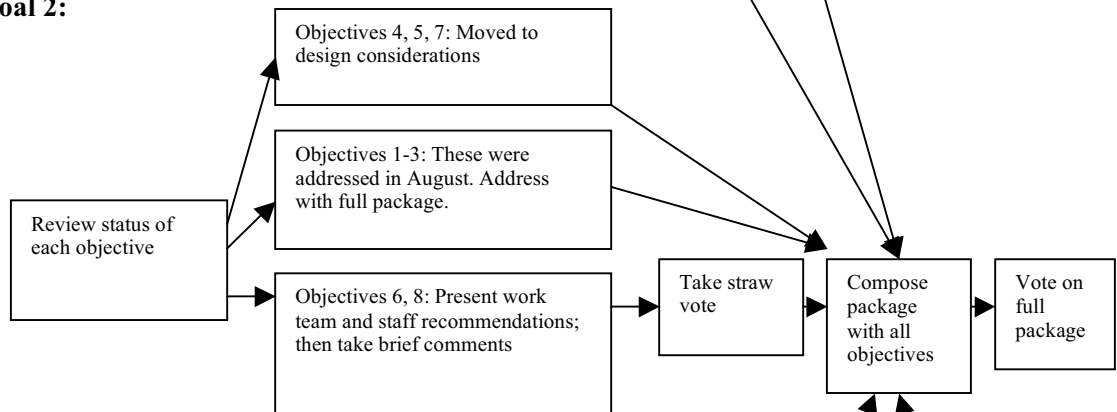 oal 2:
Objectives 4, 5, 7: Moved to
design considerations
Objectives 1-3: These were
addressed in August. Address
with full package.
Review status of
each objective
Objectives 6, 8: Present work
team and staff recommendations;
then take brief comments
Take straw
vote
Compose
package
with all
objectives
Vote on
full
package